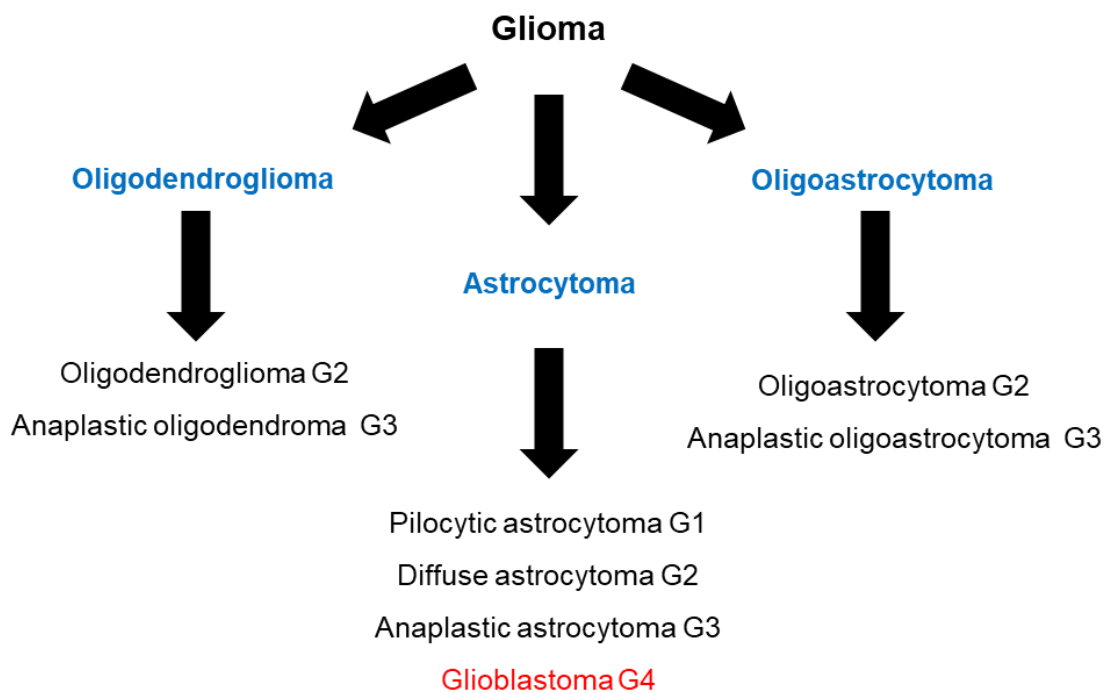 Glioma
Oligodendroglioma
Oligoastrocytoma
Astrocytoma
Oligodendroglioma G2
Anaplastic oligodendroma G3
Oligoastrocytoma G2
Anaplastic oligoastrocytoma G3
Pilocytic astrocytoma G1
Diffuse astrocytoma G2
Anaplastic astrocytoma G3
Glioblastoma G4